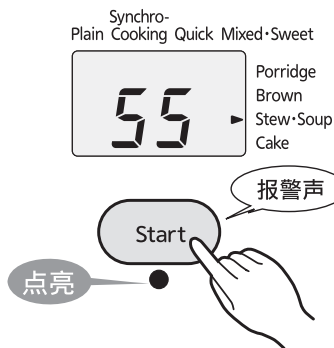 Synchro-
Plain Cooking Quick Mixed･Sweet
Porridge
Brown
Stew･Soup
Cake
55
报警声
Start
点亮